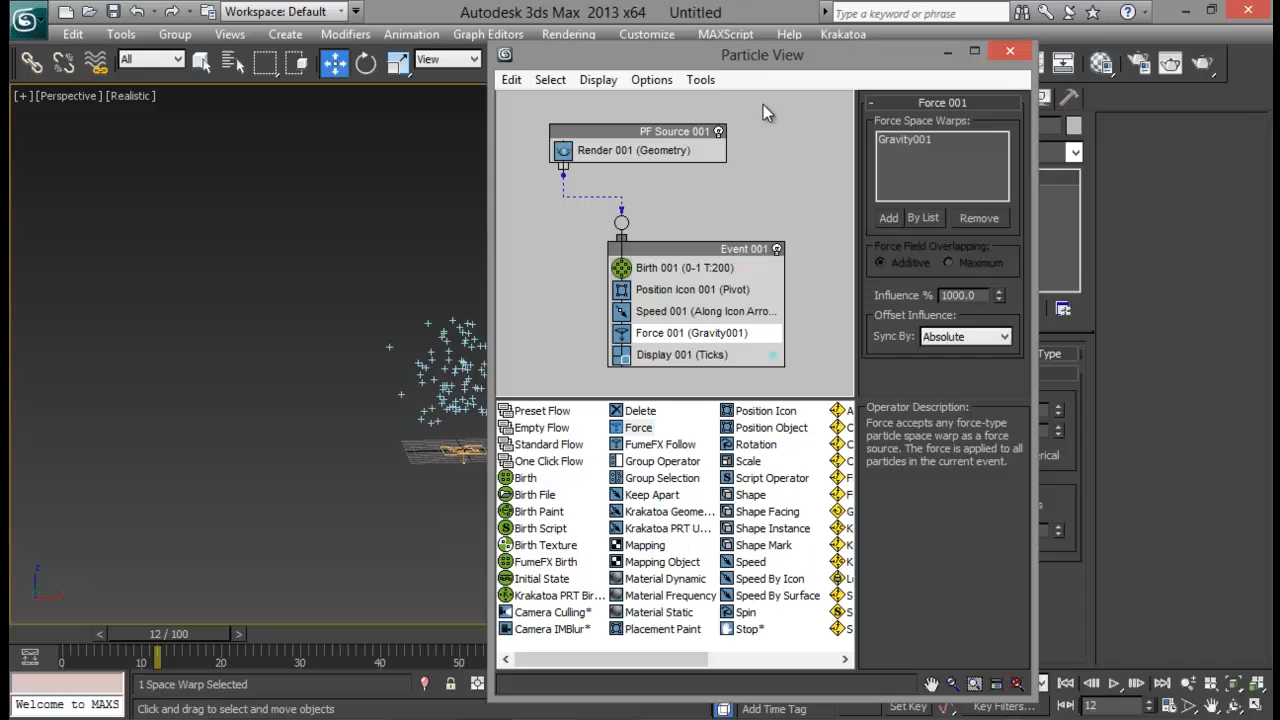 Workspace: Default
Autodesk 3ds Max 2013 x64 Untitled
Type a keyword or phrase
Edit Tools Group Views Create Modifiers Animation Graph Editors Rendering Customize MAXScript Help Krakatoa
All
View
[+] [Perspective ] [Realistic ]
Particle View
Edit Select Display Options Tools
PF Source 001
Render 001 (Geometry)
Event 001
Birth 001 (0-1 T:200)
Position Icon 001 (Pivot)
Speed 001 (Along Icon Arro...
Force 001 (Gravity001)
Display 001 (Ticks)
- Force 001
Force Space Warps:
Gravity001
Add By List Remove
Force Field Overlapping:
Additive Maximum
Influence % 1000.0
Offset Influence:
Sync By: Absolute
Operator Description:
Force accepts any force-type
particle space warp as a force
source. The force is applied to all
particles in the current event.
Preset Flow Delete Position Icon A
Empty Flow Force Position Object C
Standard Flow FumeFX Follow Rotation C
One Click Flow Group Operator Scale C
Birth Group Selection Script Operator F
Birth File Keep Apart Shape F
Birth Paint Krakatoa Geome... Shape Facing G
Birth Script Krakatoa PRT U... Shape Instance K
Birth Texture Mapping Shape Mark K
FumeFX Birth Mapping Object Speed K
Initial State Material Dynamic Speed By Icon L
Krakatoa PRT Bir... Material Frequency Speed By Surface S
Camera Culling* Material Static Spin S
Camera IMBlur* Placement Paint Stop* S
Type
erical
s
z
< 12 / 100 >
0 10 20 30 40 50
1 Space Warp Selected
Welcome to MAXS
Click and drag to select and move objects
Add Time Tag
Set Key
Key Filters...
12